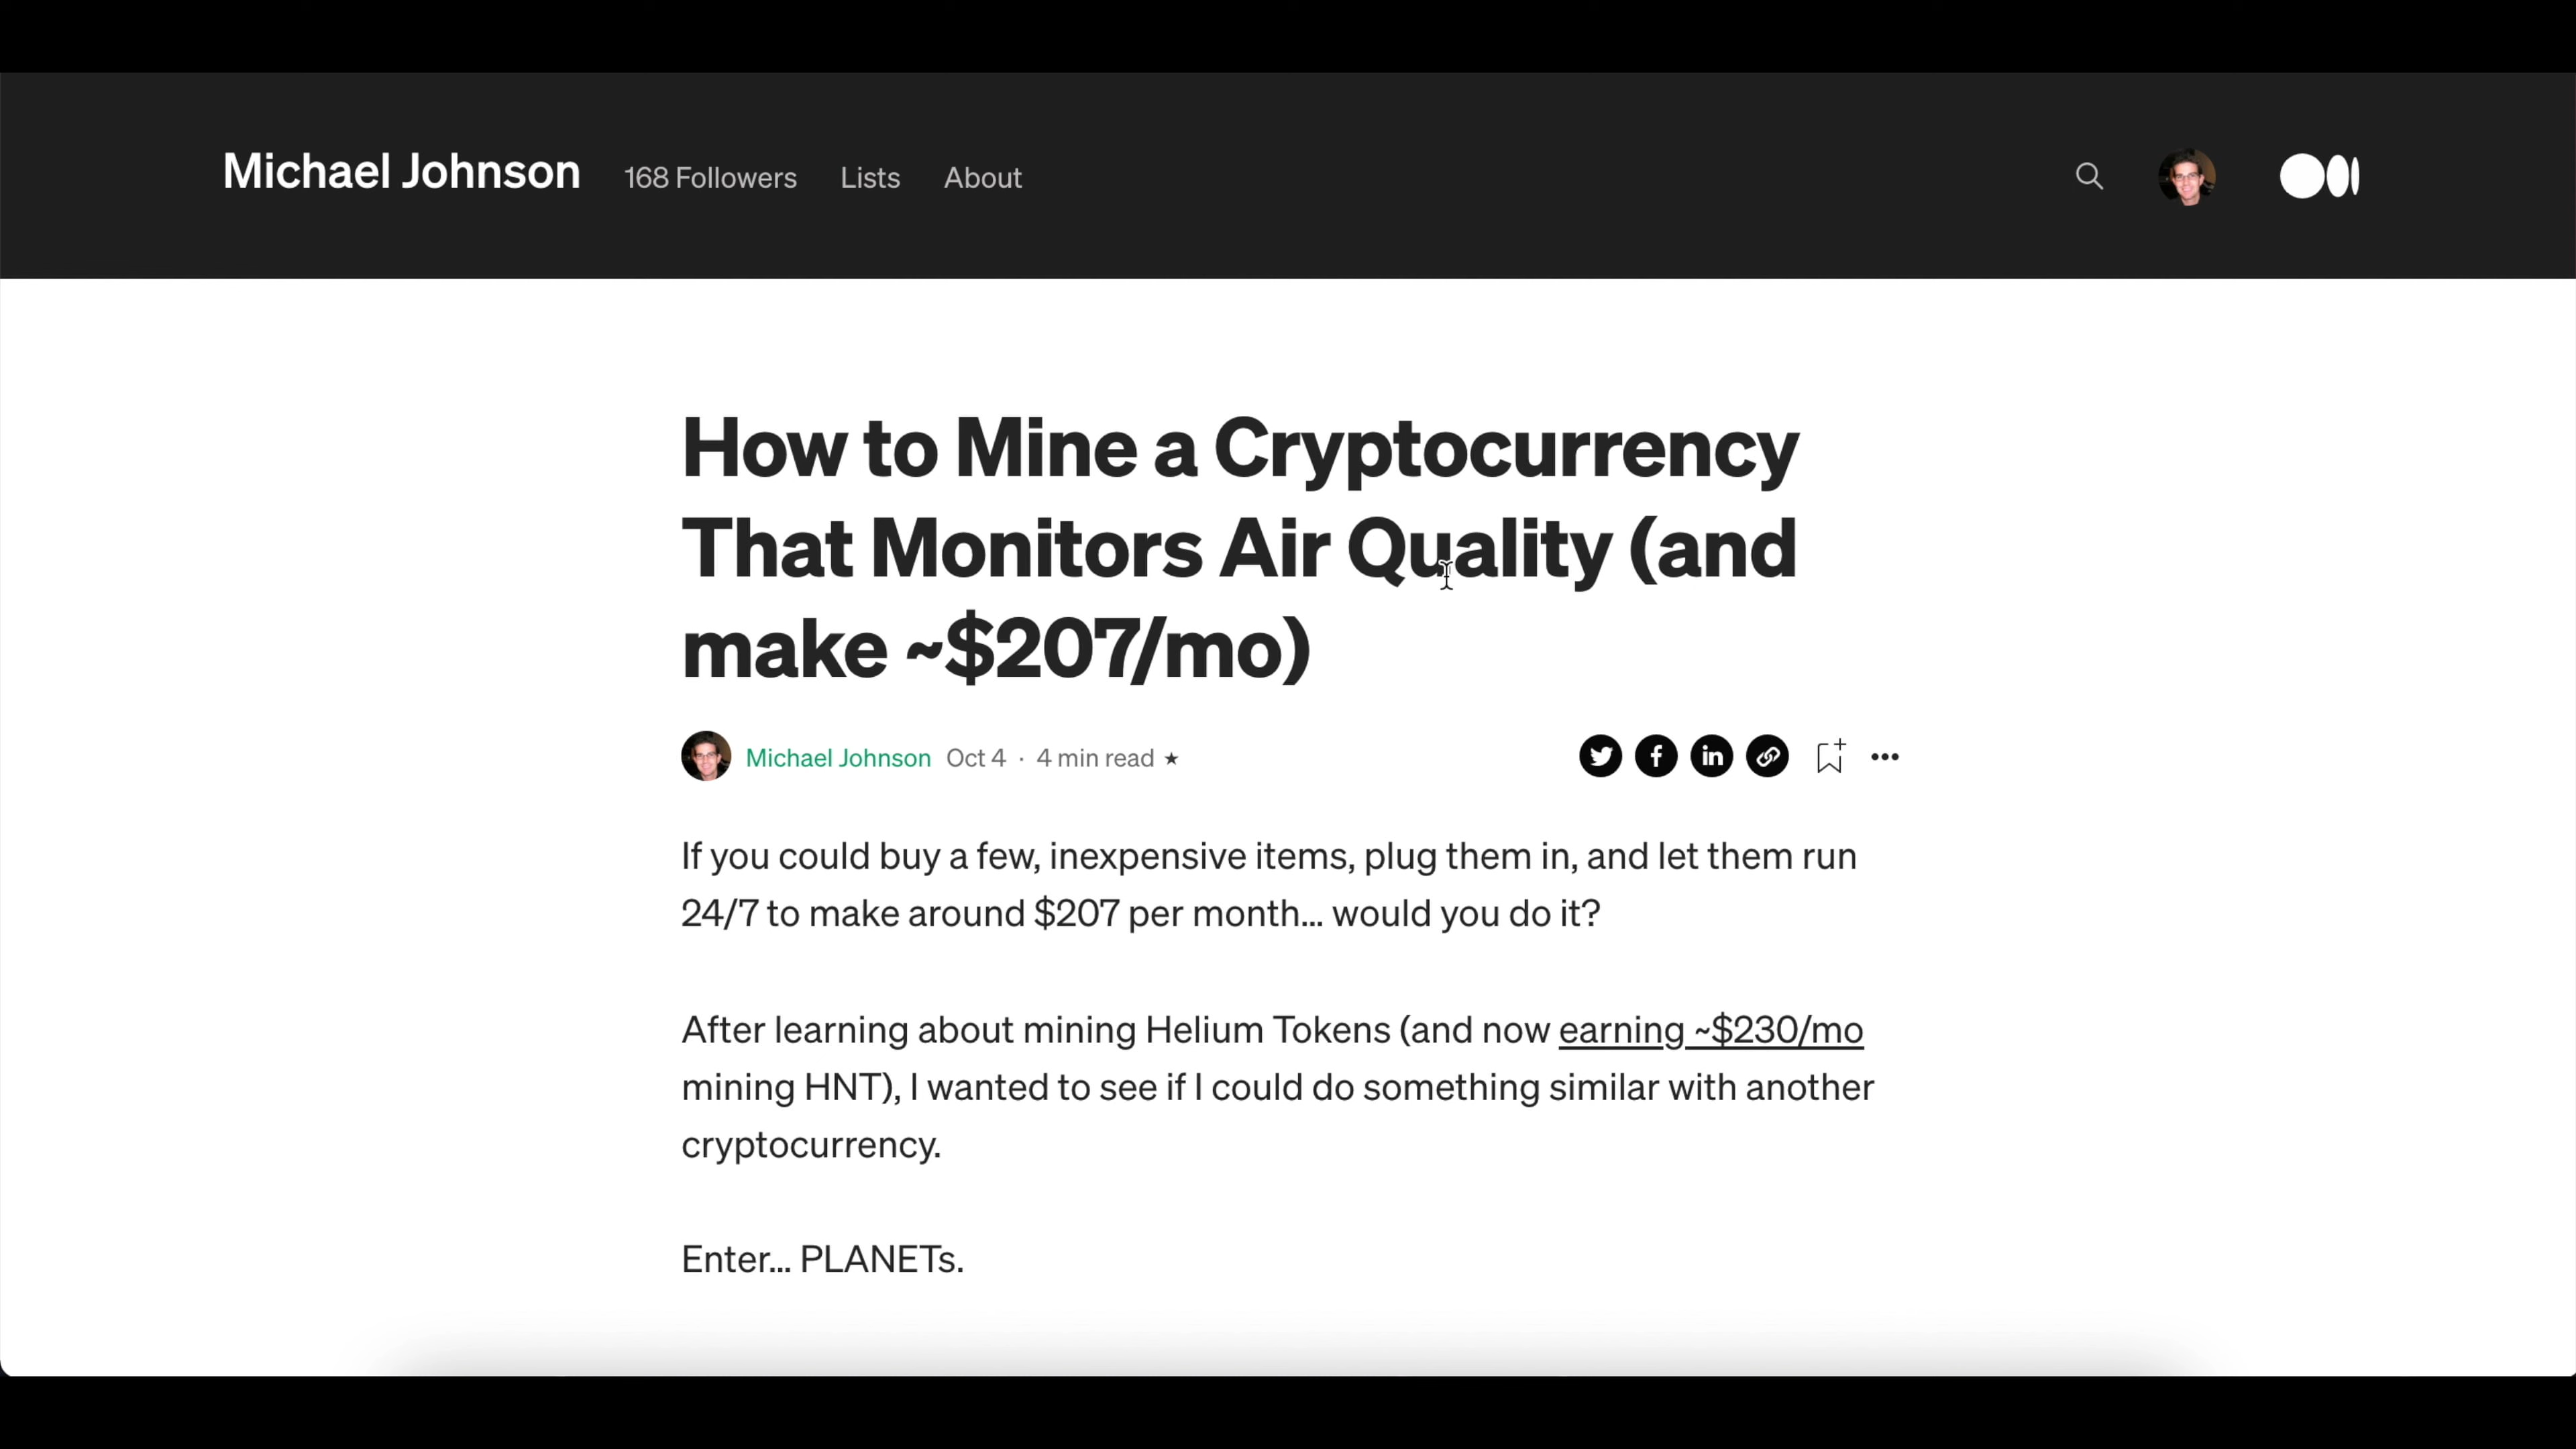 Michael Johnson 168 Followers Lists About
How to Mine a Cryptocurrency
That Monitors Air Quality (and
make ~$207/mo)
Michael Johnson Oct 4 · 4 min read ★
If you could buy a few, inexpensive items, plug them in, and let them run
24/7 to make around $207 per month... would you do it?
After learning about mining Helium Tokens (and now earning ~$230/mo
mining HNT), I wanted to see if I could do something similar with another
cryptocurrency.
Enter... PLANETs.